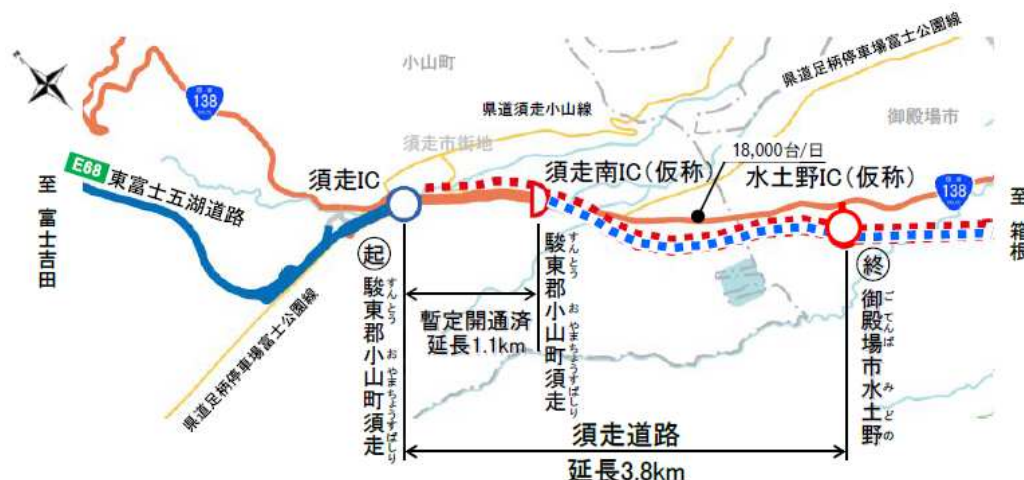 小山町
県道足柄停車場富士公園線
国道
138
ROUTE
県道須走小山線
御殿場市
須走市街地
18,000台/日
E68
東富士五湖道路
須走IC
須走南IC(仮称)
水土野IC(仮称)
138
至 富士吉田
至 箱根
起
駿東郡小山町須走
すんとう お やまちょうすばしり
暫定開通済
延長1.1km
駿東郡小山町須走
すんとう お やまちょうすばしり
終
御殿場市水土野
ご てんば み どの
県道足柄停車場富士公園線
須走道路
延長3.8km